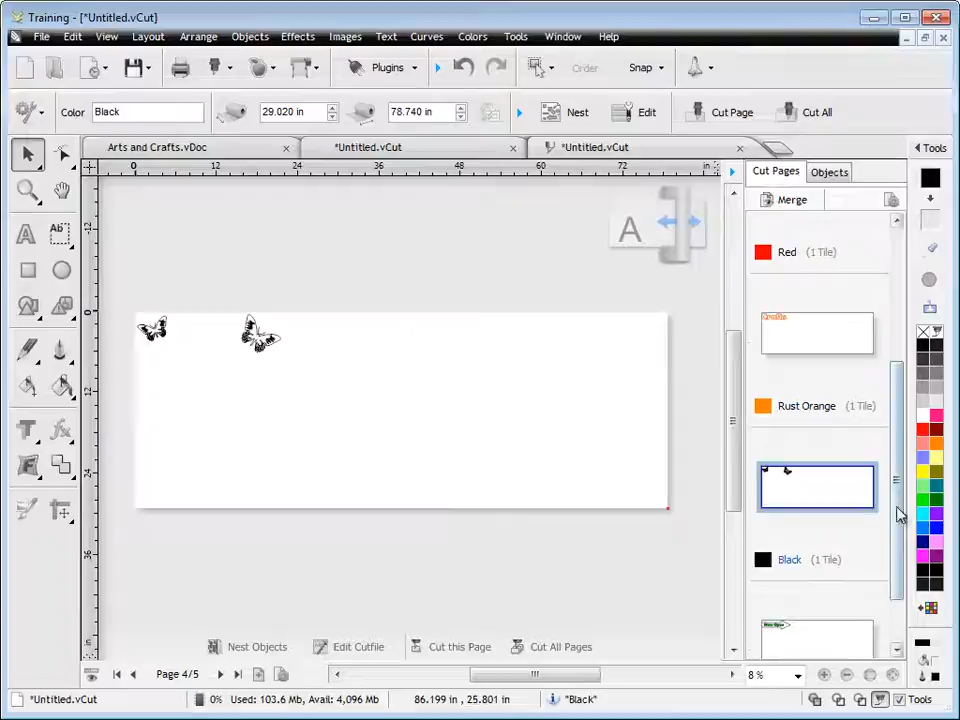 Training - [*Untitled.vCut]
File Edit View Layout Arrange Objects Effects Images Text Curves Colors Tools Window Help
Plugins Order Snap
Color Black 29.020 in 78.740 in Nest Edit Cut Page Cut All
Arts and Crafts.vDoc *Untitled.vCut *Untitled.vCut Tools
0 12 24 36 48 60 72 in
Cut Pages Objects
Merge
A
Red (1 Tile)
Crafts
Rust Orange (1 Tile)
Black (1 Tile)
Nest Objects Edit Cutfile Cut this Page Cut All Pages
Page 4/5 8 %
*Untitled.vCut 0% Used: 103.6 Mb, Avail: 4,096 Mb 86.199 in , 25.801 in "Black" Tools